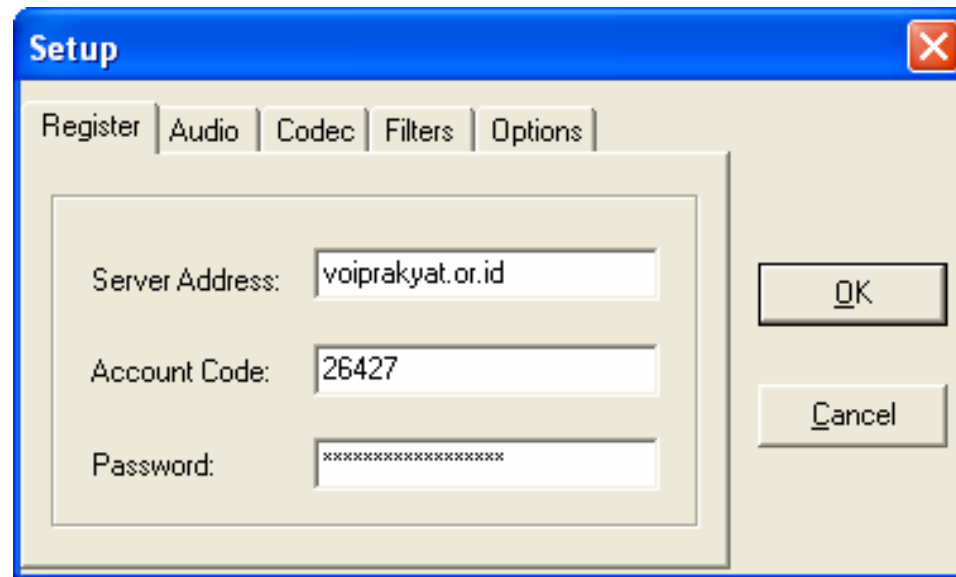 Setup
Register Audio Codec Filters Options
Server Address: voiprakyat.or.id
OK
Account Code: 26427
Cancel
Password: ******************